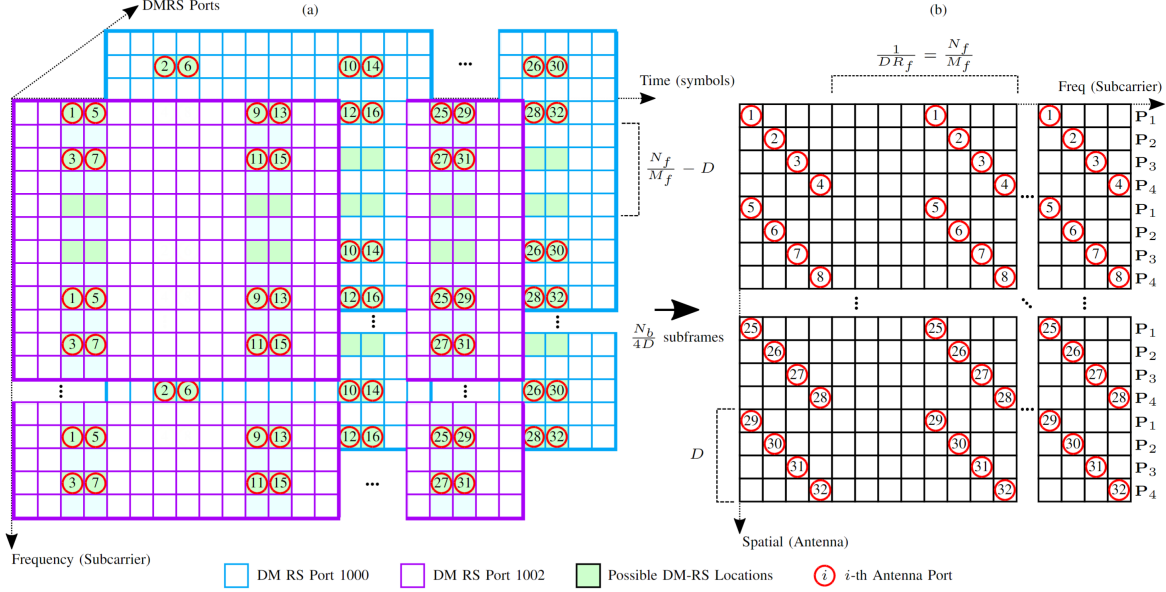 DMRS Ports
(a)
2 6 10 14 ... 26 30
Time (symbols)
1 5 9 13 12 16 25 29 28 32
3 7 11 15 27 31
N_f/M_f − D
10 14 26 30
1 5 9 13 12 16 25 29 28 32
3 7 11 15 27 31
2 6 10 14 26 30
1 5 9 13 12 16 25 29 28 32
3 7 11 15 ... 27 31
Frequency (Subcarrier)
N_b/4D subframes
(b)
1/DR_f = N_f/M_f
Freq (Subcarrier)
1 1 1 P₁
2 2 2 P₂
3 3 3 P₃
4 4 ... 4 P₄
5 5 5 P₁
6 6 6 P₂
7 7 7 P₃
8 8 8 P₄
25 25 25 P₁
26 26 26 P₂
27 27 27 P₃
28 28 28 P₄
D
29 29 ... 29 P₁
30 30 30 P₂
31 31 31 P₃
32 32 32 P₄
Spatial (Antenna)
DM RS Port 1000
DM RS Port 1002
Possible DM-RS Locations
i i-th Antenna Port